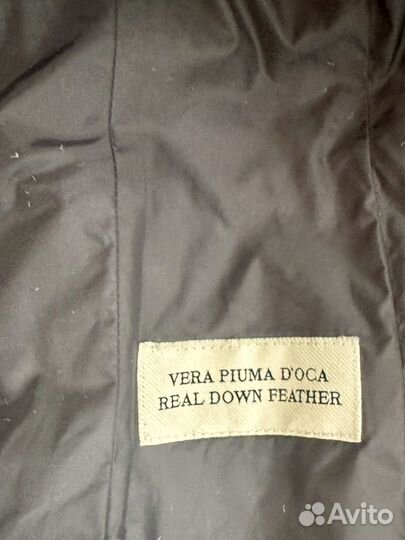 VERA PIUMA D'OCA
REAL DOWN FEATHER
Avito